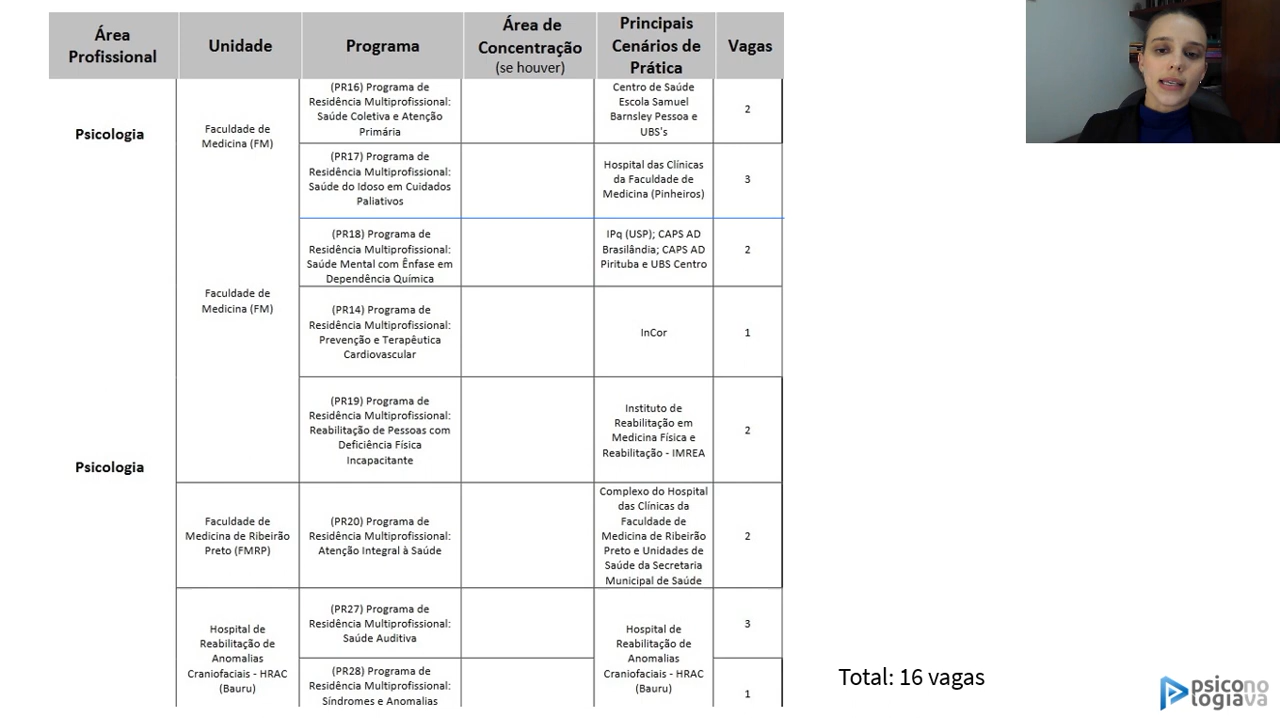 Área
Profissional
Unidade
Programa
Área de
Concentração
(se houver)
Principais
Cenários de
Prática
Vagas
Psicologia
Faculdade de
Medicina (FM)
(PR16) Programa de
Residência Multiprofissional:
Saúde Coletiva e Atenção
Primária
Centro de Saúde
Escola Samuel
Barnsley Pessoa e
UBS's
2
(PR17) Programa de
Residência Multiprofissional:
Saúde do Idoso em Cuidados
Paliativos
Hospital das Clínicas
da Faculdade de
Medicina (Pinheiros)
3
Faculdade de
Medicina (FM)
(PR18) Programa de
Residência Multiprofissional:
Saúde Mental com Ênfase em
Dependência Química
IPq (USP); CAPS AD
Brasilândia; CAPS AD
Pirituba e UBS Centro
2
(PR14) Programa de
Residência Multiprofissional:
Prevenção e Terapêutica
Cardiovascular
InCor
1
(PR19) Programa de
Residência Multiprofissional:
Reabilitação de Pessoas com
Deficiência Física
Incapacitante
Instituto de
Reabilitação em
Medicina Física e
Reabilitação - IMREA
2
Psicologia
Faculdade de
Medicina de Ribeirão
Preto (FMRP)
(PR20) Programa de
Residência Multiprofissional:
Atenção Integral à Saúde
Complexo do Hospital
das Clínicas da
Faculdade de
Medicina de Ribeirão
Preto e Unidades de
Saúde da Secretaria
Municipal de Saúde
2
Hospital de
Reabilitação de
Anomalias
Craniofaciais - HRAC
(Bauru)
(PR27) Programa de
Residência Multiprofissional:
Saúde Auditiva
Hospital de
Reabilitação de
Anomalias
Craniofaciais - HRAC
(Bauru)
3
(PR28) Programa de
Residência Multiprofissional:
Síndromes e Anomalias
1
Total: 16 vagas
psicono
logiava